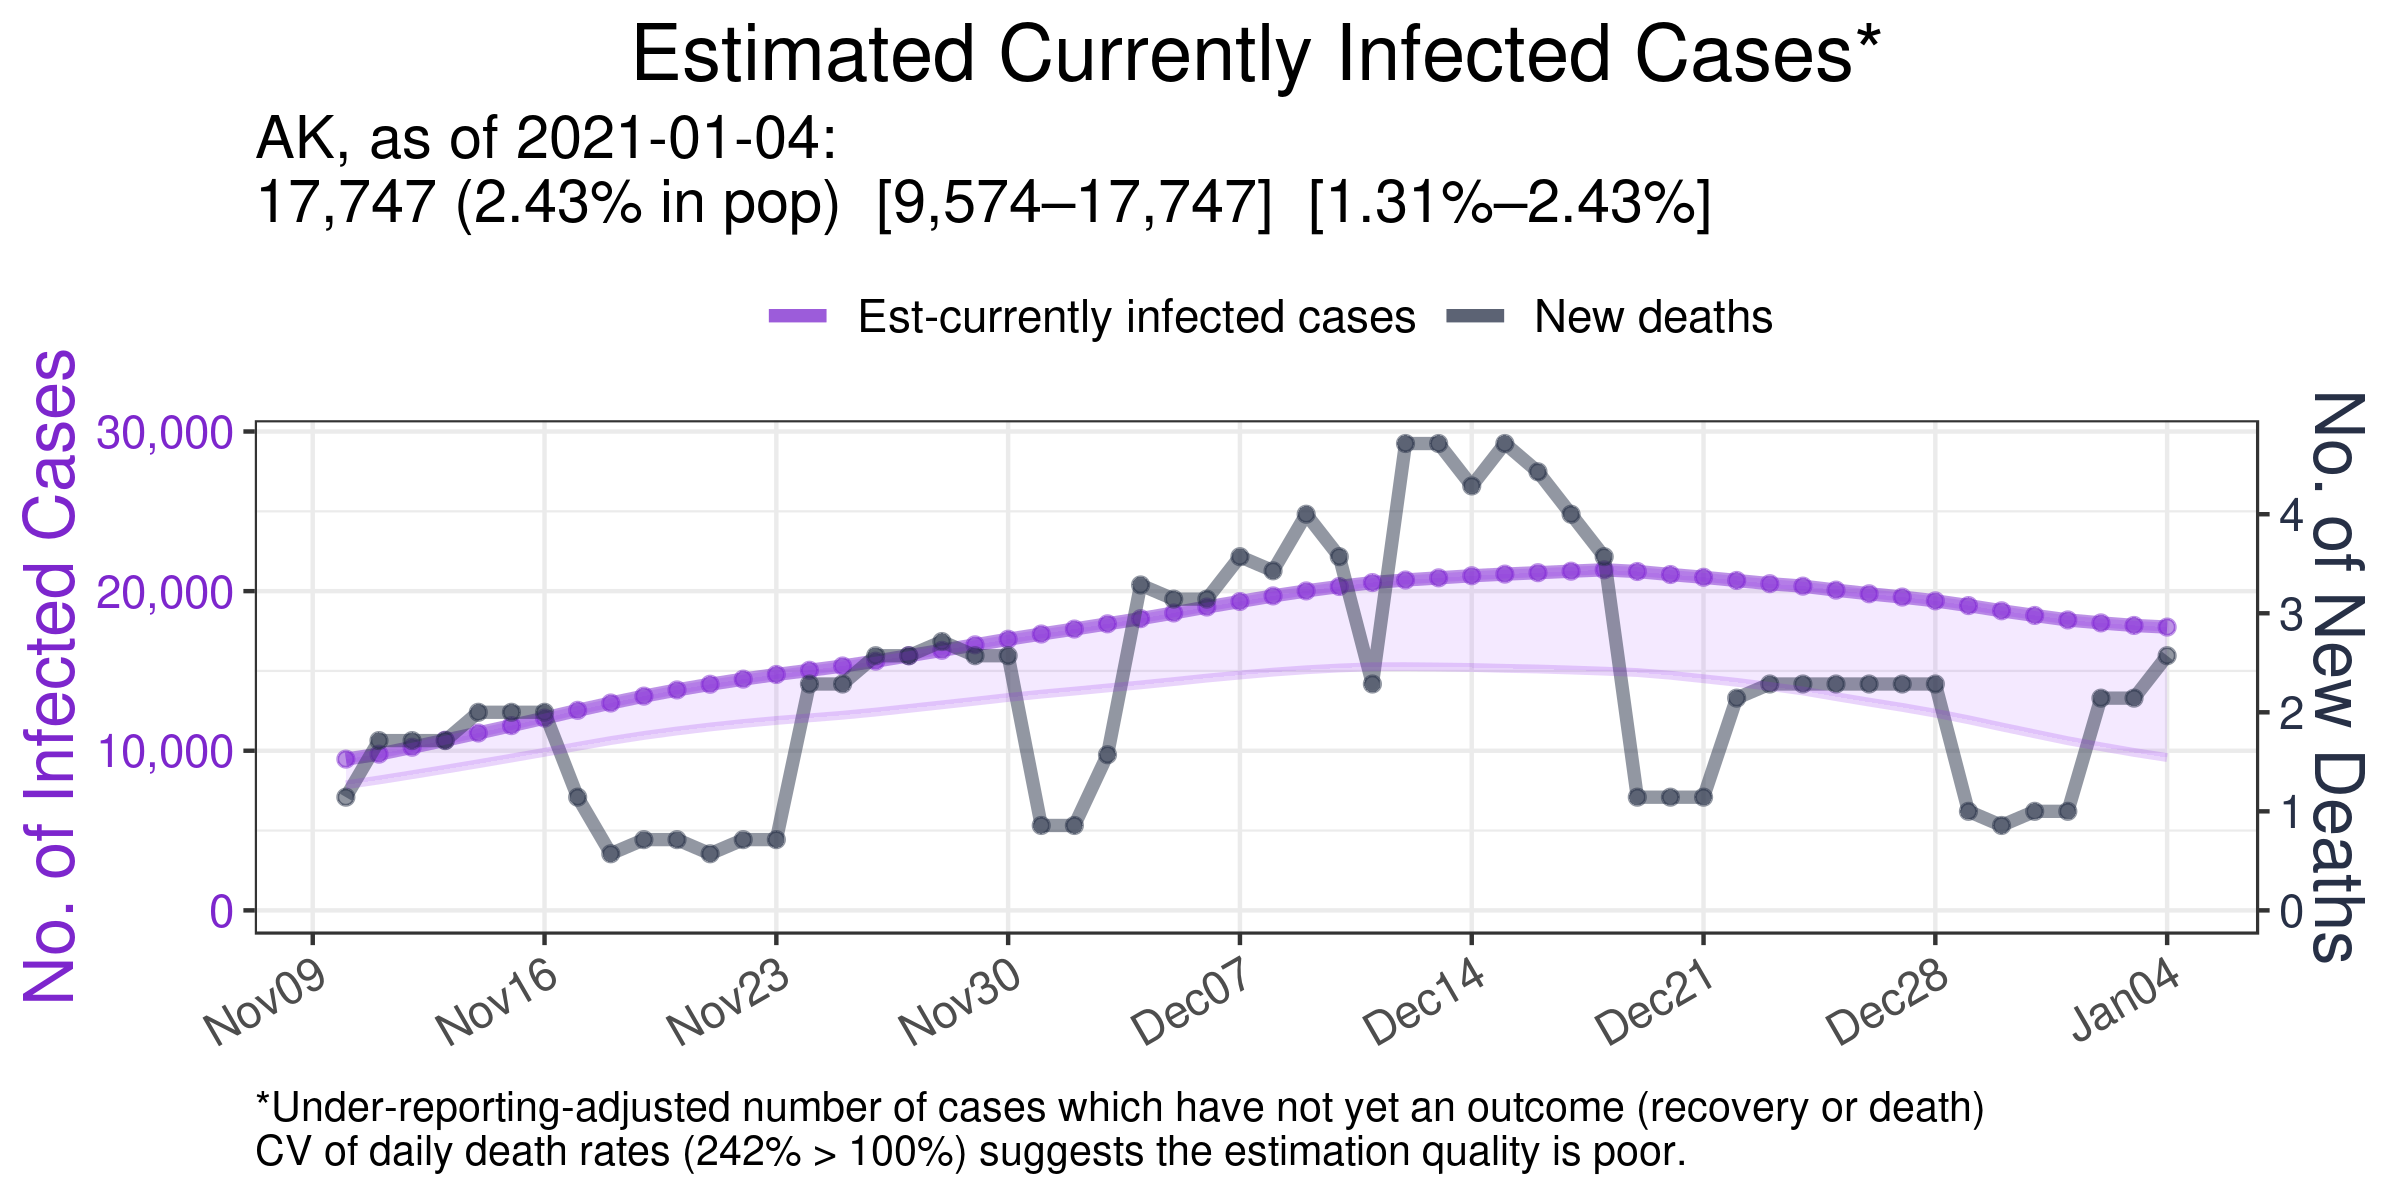 Estimated Currently Infected Cases*
AK, as of 2021-01-04:
17,747 (2.43% in pop)  [9,574–17,747]  [1.31%–2.43%]
Est-currently infected cases
New deaths
No. of Infected Cases
30,000
20,000
10,000
0
No. of New Deaths
4
3
2
1
0
Nov09
Nov16
Nov23
Nov30
Dec07
Dec14
Dec21
Dec28
Jan04
*Under-reporting-adjusted number of cases which have not yet an outcome (recovery or death)
CV of daily death rates (242% > 100%) suggests the estimation quality is poor.